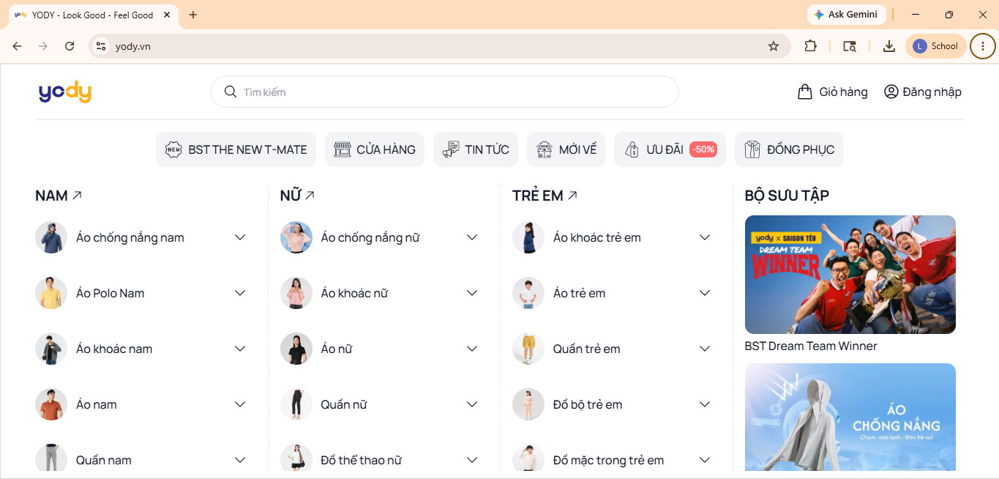 yody YODY - Look Good - Feel Good
Ask Gemini
yody.vn
L School
yody
Tìm kiếm
Giỏ hàng
Đăng nhập
NEW BST THE NEW T-MATE
CỬA HÀNG
TIN TỨC
NEW MỚI VỀ
ƯU ĐÃI -50%
ĐỒNG PHỤC
NAM
Áo chống nắng nam
Áo Polo Nam
Áo khoác nam
Áo nam
Quần nam
NỮ
Áo chống nắng nữ
Áo khoác nữ
Áo nữ
Quần nữ
Đồ thể thao nữ
TRẺ EM
Áo khoác trẻ em
Áo trẻ em
Quần trẻ em
Đồ bộ trẻ em
Đồ mặc trong trẻ em
BỘ SƯU TẬP
yody x SAIGON TẾU
DREAM TEAM
WINNER
BST Dream Team Winner
ÁO
CHỐNG NẮNG
Chạm mát lạnh - Đón hè vui